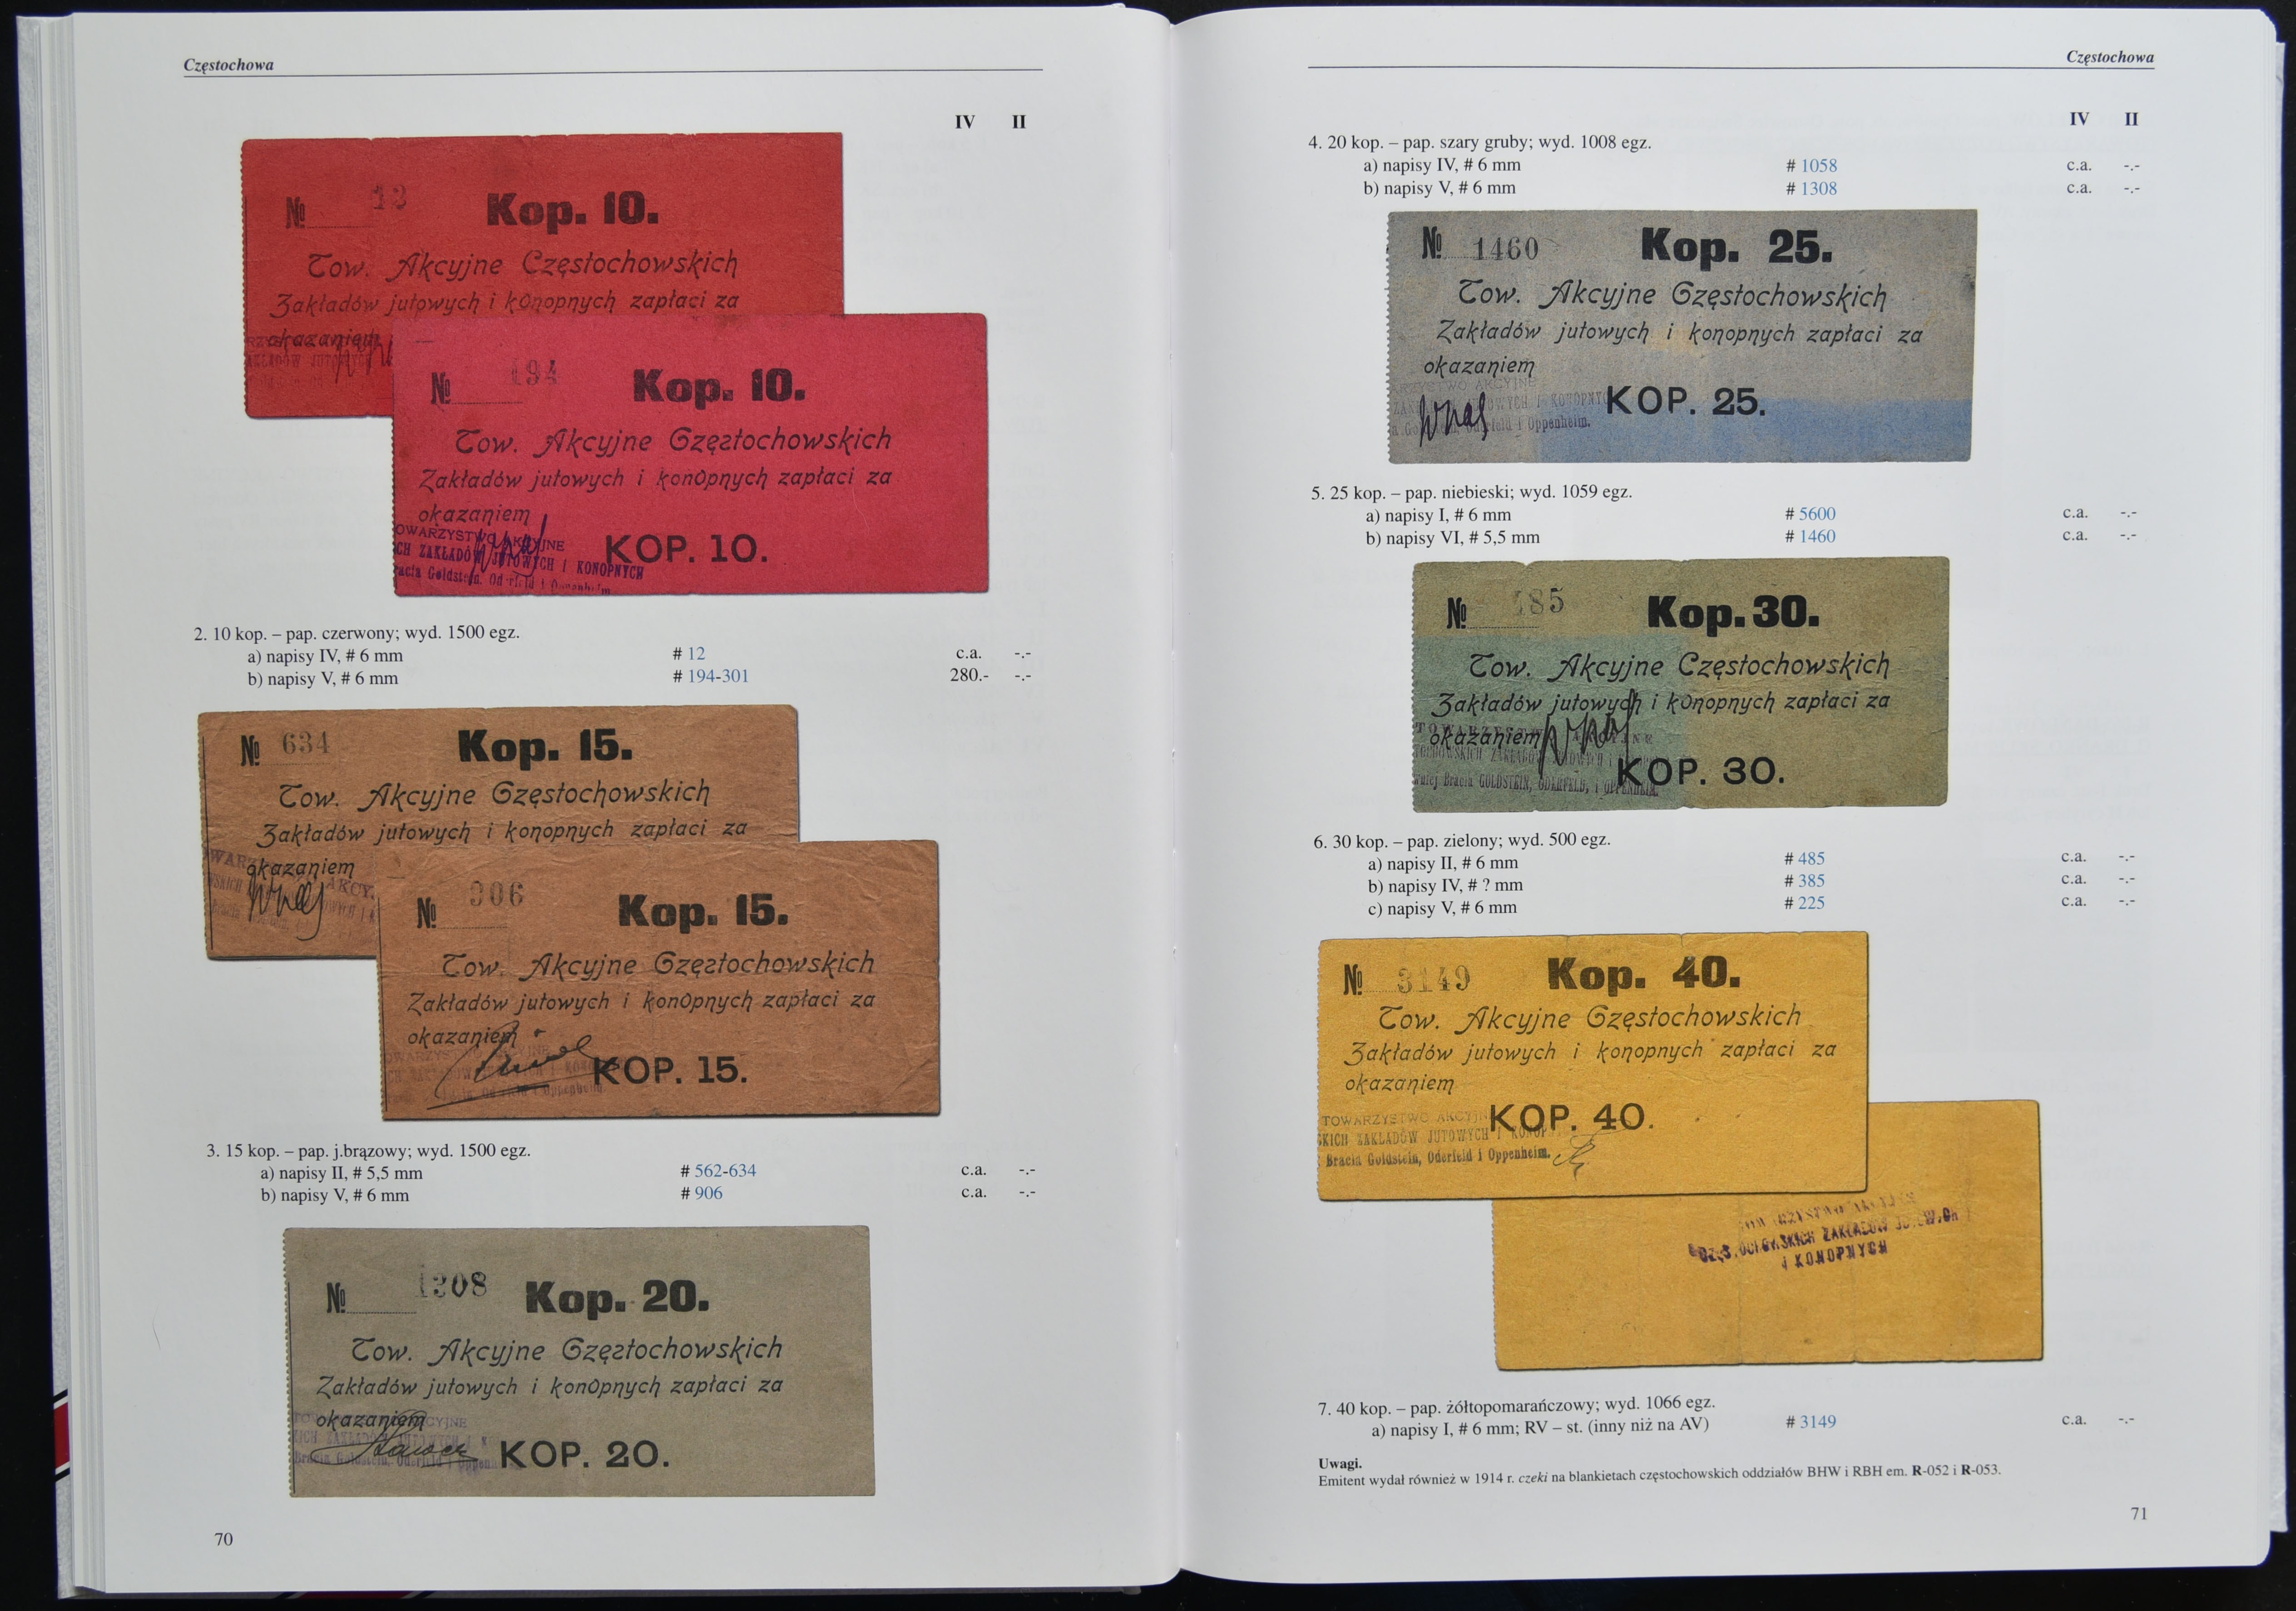 Częstochowa
IV II
№ 12 Kop. 10.
Tow. Akcyjne Częstochowskich
Zakładów jutowych i konopnych zapłaci za
okazaniem
№ 194 Kop. 10.
Tow. Akcyjne Częstochowskich
Zakładów jutowych i konopnych zapłaci za
okazaniem
OWARZYSTWO AKCYJNE
CH ZAKŁADÓW JUTOWYCH I KONOPNYCH
racia Goldstein, Oderfeld i Oppenheim
KOP. 10.
2. 10 kop. – pap. czerwony; wyd. 1500 egz.
a) napisy IV, # 6 mm # 12 c.a. -.-
b) napisy V, # 6 mm # 194-301 280.- -.-
№ 634 Kop. 15.
Tow. Akcyjne Częstochowskich
Zakładów jutowych i konopnych zapłaci za
okazaniem
№ 906 Kop. 15.
Tow. Akcyjne Częstochowskich
Zakładów jutowych i konopnych zapłaci za
okazaniem
KOP. 15.
3. 15 kop. – pap. j.brązowy; wyd. 1500 egz.
a) napisy II, # 5,5 mm # 562-634 c.a. -.-
b) napisy V, # 6 mm # 906 c.a. -.-
№ 1308 Kop. 20.
Tow. Akcyjne Częstochowskich
Zakładów jutowych i konopnych zapłaci za
okazaniem
KOP. 20.
70
Częstochowa
IV II
4. 20 kop. – pap. szary gruby; wyd. 1008 egz.
a) napisy IV, # 6 mm # 1058 c.a. -.-
b) napisy V, # 6 mm # 1308 c.a. -.-
№ 1460 Kop. 25.
Tow. Akcyjne Częstochowskich
Zakładów jutowych i konopnych zapłaci za
okazaniem
KOP. 25.
5. 25 kop. – pap. niebieski; wyd. 1059 egz.
a) napisy I, # 6 mm # 5600 c.a. -.-
b) napisy VI, # 5,5 mm # 1460 c.a. -.-
№ 485 Kop. 30.
Tow. Akcyjne Częstochowskich
Zakładów jutowych i konopnych zapłaci za
okazaniem
KOP. 30.
6. 30 kop. – pap. zielony; wyd. 500 egz.
a) napisy II, # 6 mm # 485 c.a. -.-
b) napisy IV, # ? mm # 385 c.a. -.-
c) napisy V, # 6 mm # 225 c.a. -.-
№ 3149 Kop. 40.
Tow. Akcyjne Częstochowskich
Zakładów jutowych i konopnych zapłaci za
okazaniem
KOP. 40.
TOWARZYSTWO AKCYJN
KICH ZAKŁADÓW JUTOWYCH I KONOP
Bracia Goldstein, Oderfeld i Oppenheim.
I KONOPNYCH
7. 40 kop. – pap. żółtopomarańczowy; wyd. 1066 egz.
a) napisy I, # 6 mm; RV – st. (inny niż na AV) # 3149 c.a. -.-
Uwagi.
Emitent wydał również w 1914 r. czeki na blankietach częstochowskich oddziałów BHW i RBH em. R-052 i R-053.
71